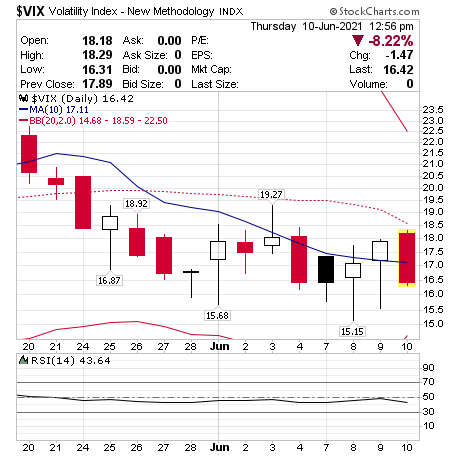 $VIX Volatility Index - New Methodology INDX © StockCharts.com
Thursday 10-Jun-2021 12:56 pm
Open: 18.18 Ask: 0.00 P/E: ▼ -8.22%
High: 18.29 Ask Size: 0 EPS: Chg: -1.47
Low: 16.31 Bid: 0.00 Mkt Cap: Last: 16.42
Prev Close: 17.89 Bid Size: 0 Last Size: Volume: 0
$VIX (Daily) 16.42
MA(10) 17.11
BB(20,2.0) 14.68 - 18.59 - 22.50
23.5
23.0
22.5
22.0
21.5
21.0
20.5
20.0
19.5
19.0
18.5
18.0
17.5
17.0
16.5
16.0
15.5
15.0
18.92
19.27
16.87
15.68
15.15
20 21 24 25 26 27 28 Jun 2 3 4 7 8 9 10
RSI(14) 43.64
90
70
50
30
10
20 21 24 25 26 27 28 Jun 2 3 4 7 8 9 10